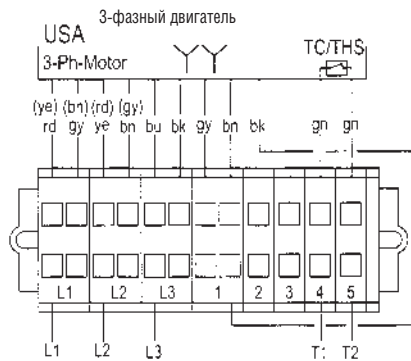 3-фазный двигатель
USA
3-Ph-Motor
TC/THS
(ye) (bn) (rd) (gy)
rd gy ye bn bu bk gy bn bk gn gn
L1 L2 L3 1 2 3 4 5
L1 L2 L3 T1 T2